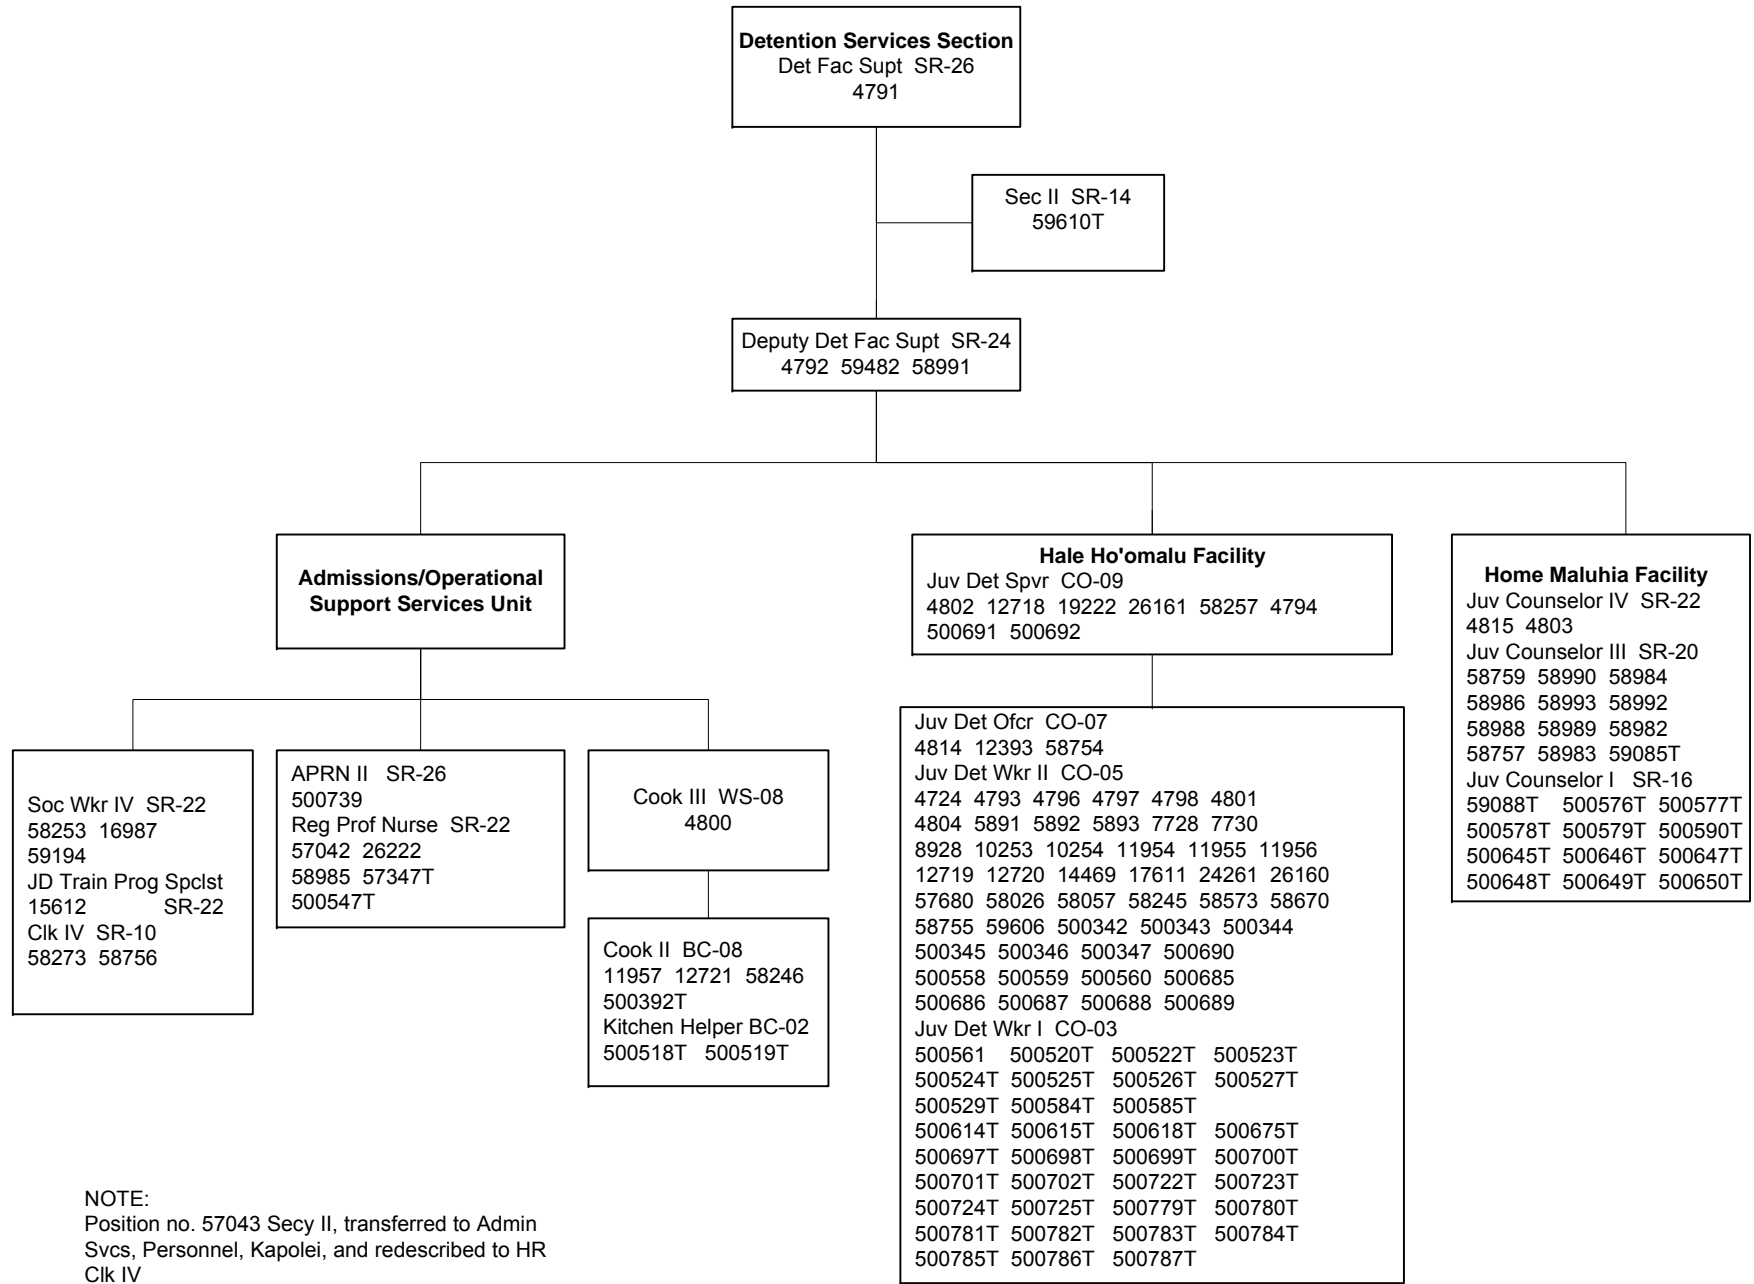 Detention Services Section
Det Fac Supt SR-26
4791
Sec II SR-14
59610T
Deputy Det Fac Supt SR-24
4792 59482 58991
Admissions/Operational
Support Services Unit
Soc Wkr IV SR-22
58253 16987
59194
JD Train Prog Spclst
15612 SR-22
Clk IV SR-10
58273 58756
APRN II SR-26
500739
Reg Prof Nurse SR-22
57042 26222
58985 57347T
500547T
Cook III WS-08
4800
Cook II BC-08
11957 12721 58246
500392T
Kitchen Helper BC-02
500518T 500519T
Hale Ho'omalu Facility
Juv Det Spvr CO-09
4802 12718 19222 26161 58257 4794
500691 500692
Juv Det Ofcr CO-07
4814 12393 58754
Juv Det Wkr II CO-05
4724 4793 4796 4797 4798 4801
4804 5891 5892 5893 7728 7730
8928 10253 10254 11954 11955 11956
12719 12720 14469 17611 24261 26160
57680 58026 58057 58245 58573 58670
58755 59606 500342 500343 500344
500345 500346 500347 500690
500558 500559 500560 500685
500686 500687 500688 500689
Juv Det Wkr I CO-03
500561 500520T 500522T 500523T
500524T 500525T 500526T 500527T
500529T 500584T 500585T
500614T 500615T 500618T 500675T
500697T 500698T 500699T 500700T
500701T 500702T 500722T 500723T
500724T 500725T 500779T 500780T
500781T 500782T 500783T 500784T
500785T 500786T 500787T
Home Maluhia Facility
Juv Counselor IV SR-22
4815 4803
Juv Counselor III SR-20
58759 58990 58984
58986 58993 58992
58988 58989 58982
58757 58983 59085T
Juv Counselor I SR-16
59088T 500576T 500577T
500578T 500579T 500590T
500645T 500646T 500647T
500648T 500649T 500650T
NOTE:
Position no. 57043 Secy II, transferred to Admin
Svcs, Personnel, Kapolei, and redescribed to HR
Clk IV